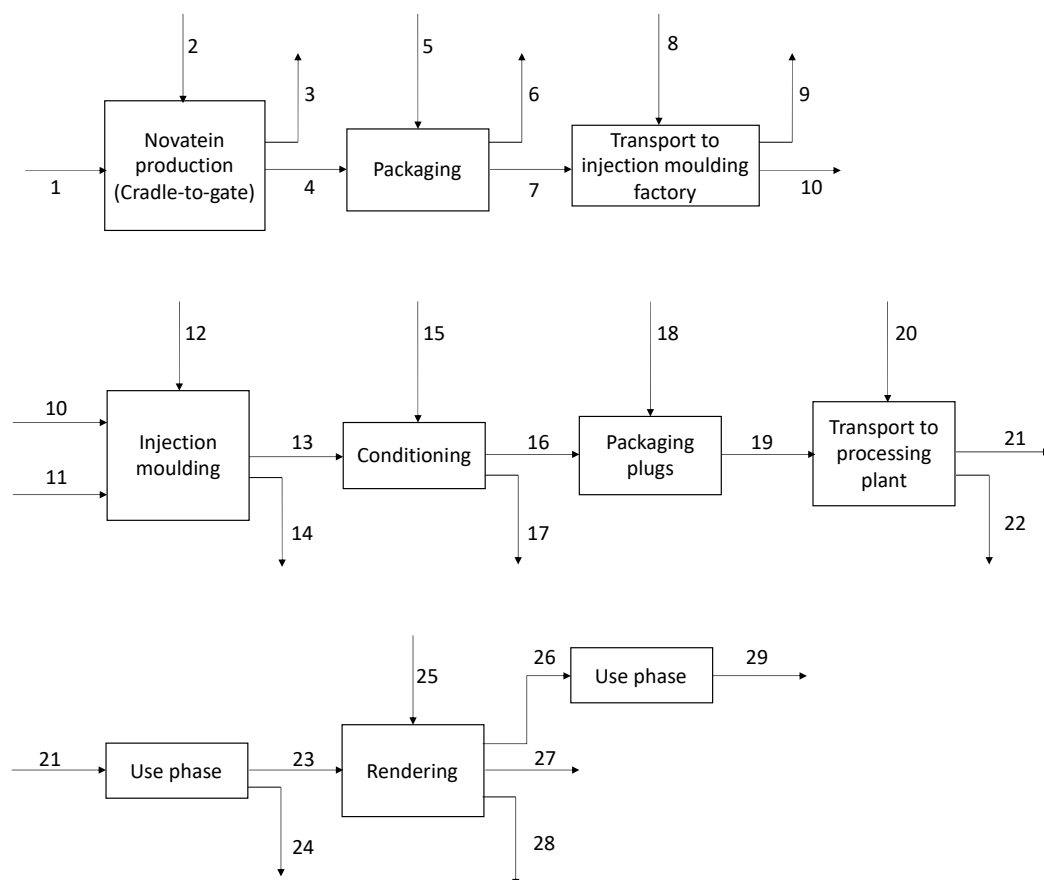 2
5
8
3
6
9
Novatein
production
(Cradle-to-gate)
Packaging
Transport to
injection moulding
factory
1
4
7
10
12
15
18
20
10
11
Injection
moulding
13
Conditioning
16
Packaging
plugs
19
Transport to
processing
plant
21
14
17
22
25
26
Use phase
29
21
Use phase
23
Rendering
27
24
28